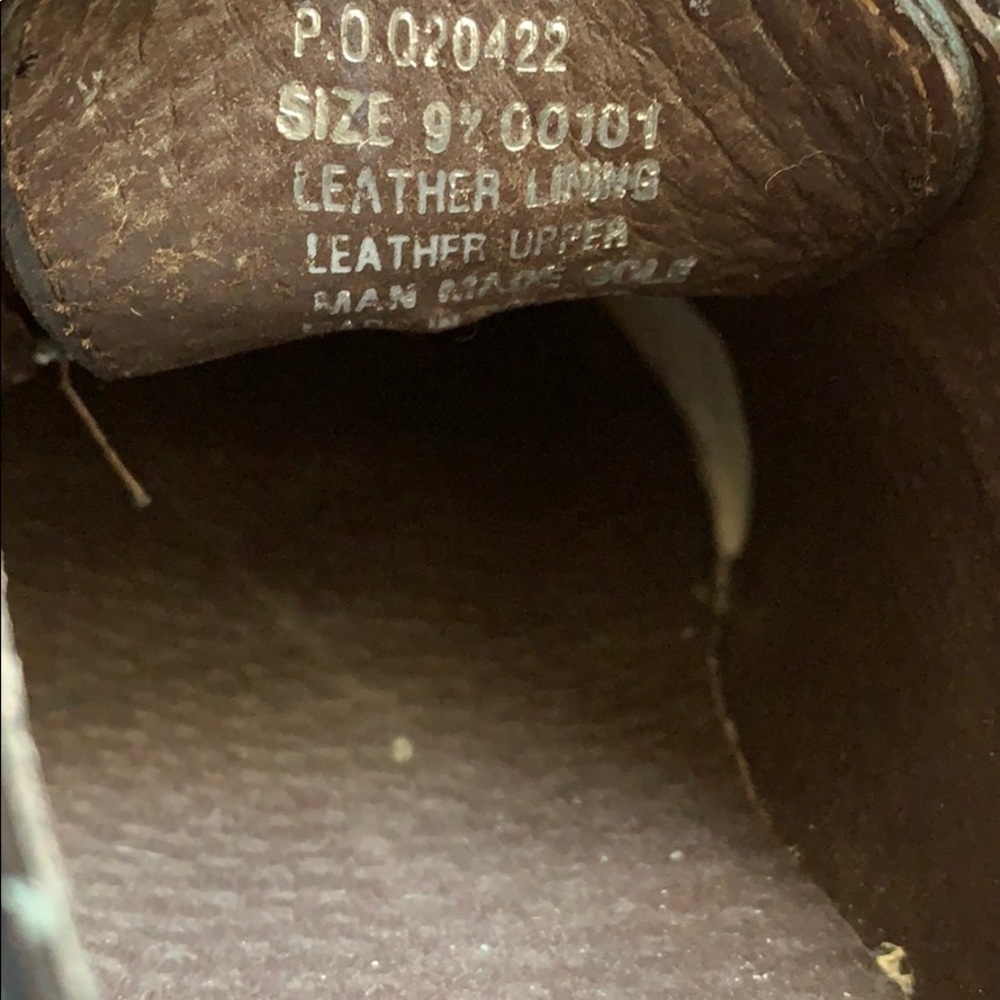 P.O.Q20422
SIZE 9½ 00101
LEATHER LINING
LEATHER UPPER
MAN MADE SOLE